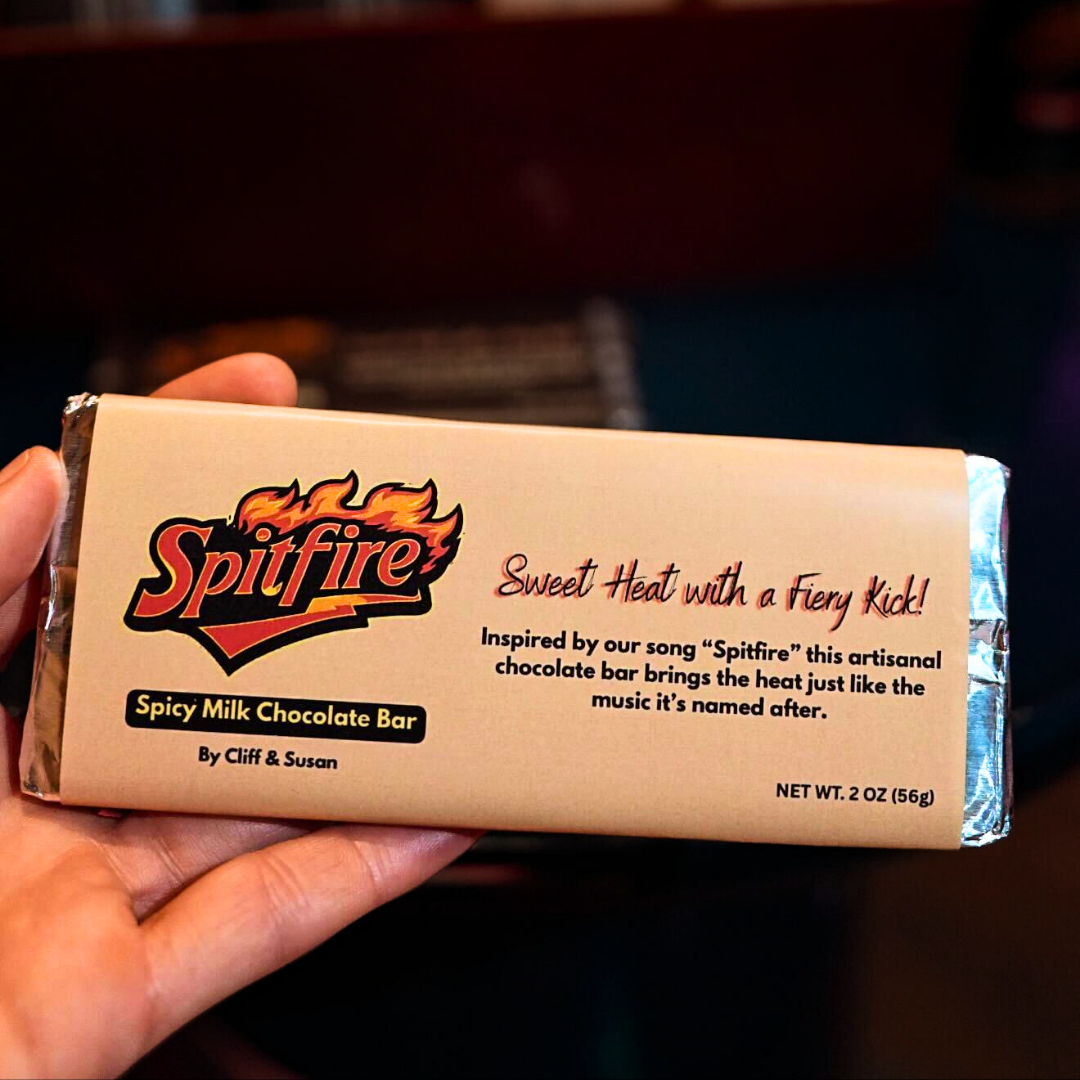 Spitfire
Spicy Milk Chocolate Bar
By Cliff & Susan
Sweet Heat with a Fiery Kick!
Inspired by our song “Spitfire” this artisanal
chocolate bar brings the heat just like the
music it’s named after.
NET WT. 2 OZ (56g)